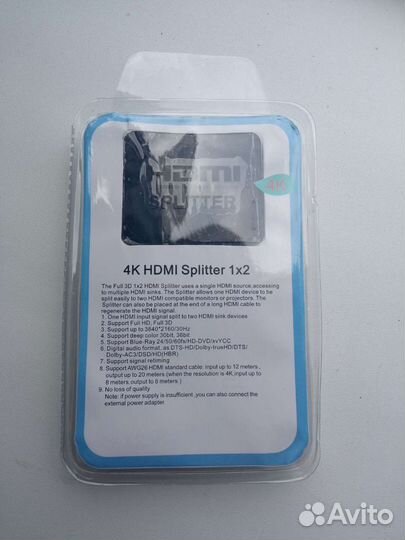 HDMI
SPLITTER
4K
4K HDMI Splitter 1x2
The Full 3D 1x2 HDMI Splitter uses a single HDMI source,accessing
to multiple HDMI sinks. The Splitter allows one HDMI device to be
split easily to two HDMI compatible monitors or projectors. The
Splitter can also be placed at the end of a long HDMI cable to
regenerate the HDMI signal.
1. One HDMI input signal split to two HDMI sink devices
2. Support Full HD, Full 3D
3. Support up to 3840*2160/30Hz
4. Support deep color 30bit, 36bit
5. Support Blue-Ray 24/50/60fs/HD-DVD/xvYCC
6. Digital audio format, as DTS-HD/Dolby-trueHD/DTS/
Dolby-AC3/DSD/HD(HBR)
7. Support signal retiming
8. Support AWG26 HDMI standard cable: input up to 12 meters ,
output up to 20 meters (when the resolution is 4K,input up to
8 meters,output to 8 meters )
9. No loss of quality
Note: if power supply is insufficient ,you can also connect the
external power adapter.
Avito